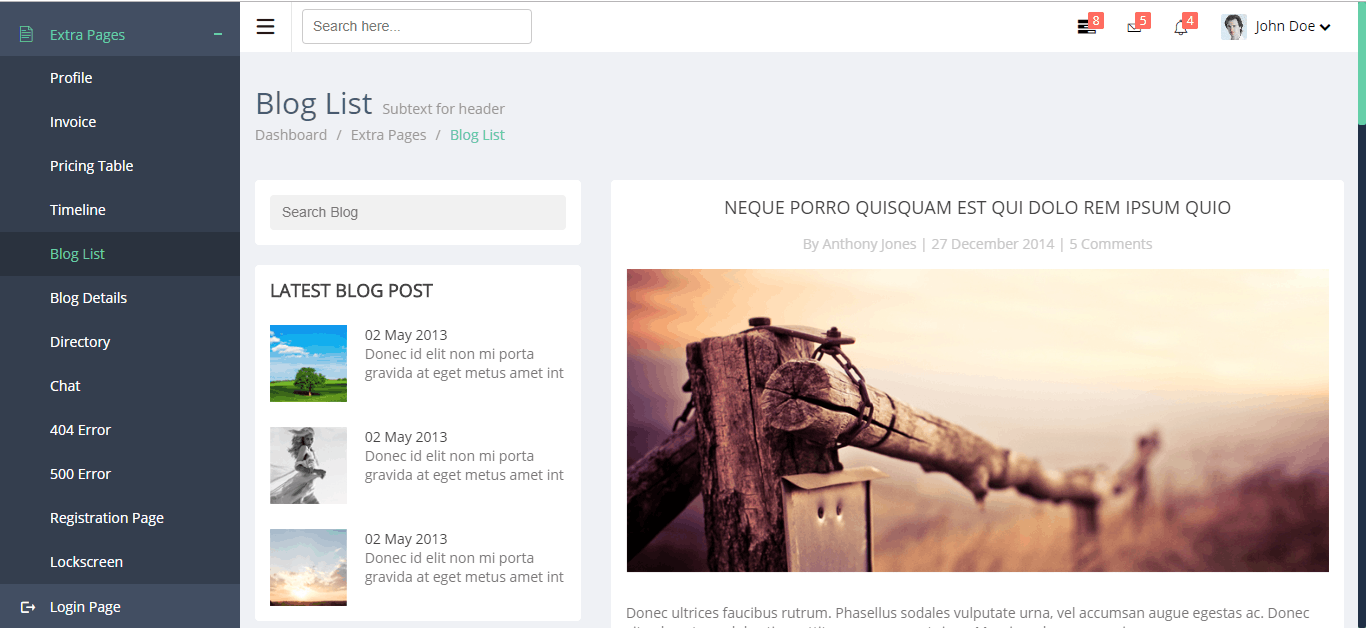 Extra Pages
Profile
Invoice
Pricing Table
Timeline
Blog List
Blog Details
Directory
Chat
404 Error
500 Error
Registration Page
Lockscreen
Login Page
Search here...
8
5
4
John Doe
Blog List Subtext for header
Dashboard / Extra Pages / Blog List
Search Blog
LATEST BLOG POST
02 May 2013
Donec id elit non mi porta
gravida at eget metus amet int
02 May 2013
Donec id elit non mi porta
gravida at eget metus amet int
02 May 2013
Donec id elit non mi porta
gravida at eget metus amet int
NEQUE PORRO QUISQUAM EST QUI DOLO REM IPSUM QUIO
By Anthony Jones | 27 December 2014 | 5 Comments
Donec ultrices faucibus rutrum. Phasellus sodales vulputate urna, vel accumsan augue egestas ac. Donec